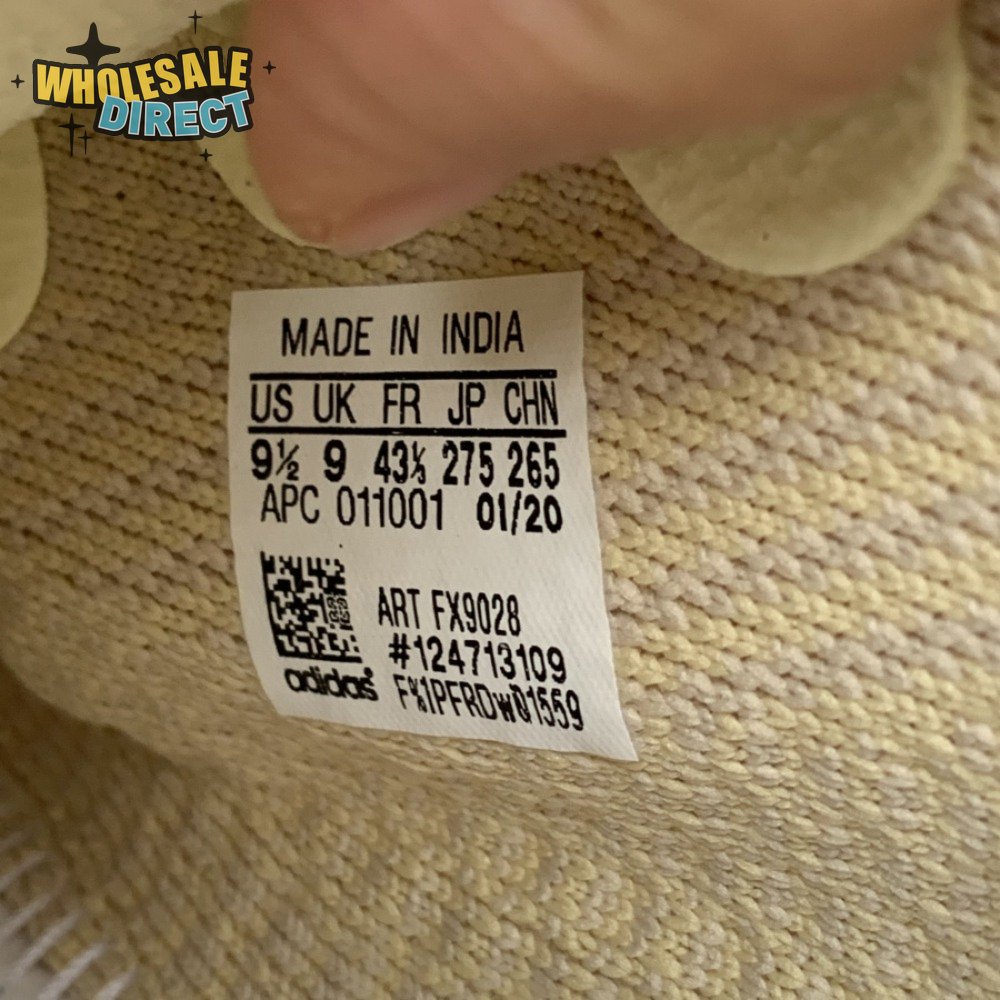 WHOLESALE
DIRECT
MADE IN INDIA
US UK FR JP CHN
9½ 9 43⅓ 275 265
APC 011001 01/20
ART FX9028
#124713109
adidas